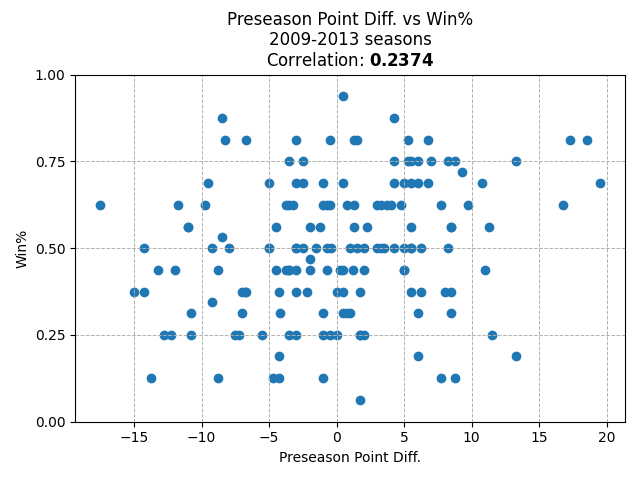 Preseason Point Diff. vs Win%
2009-2013 seasons
Correlation: 0.2374
1.00
0.75
0.50
0.25
0.00
Win%
−15
−10
−5
0
5
10
15
20
Preseason Point Diff.